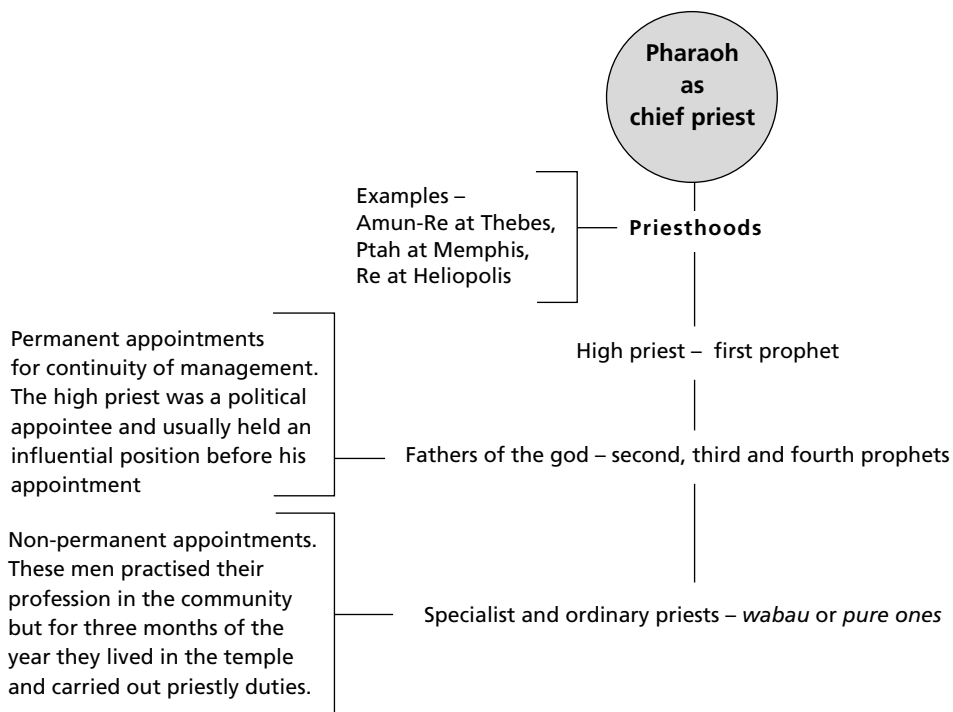 Pharaoh
as
chief priest
Examples –
Amun-Re at Thebes,
Ptah at Memphis,
Re at Heliopolis
Priesthoods
High priest – first prophet
Permanent appointments
for continuity of management.
The high priest was a political
appointee and usually held an
influential position before his
appointment
Fathers of the god – second, third and fourth prophets
Non-permanent appointments.
These men practised their
profession in the community
but for three months of the
year they lived in the temple
and carried out priestly duties.
Specialist and ordinary priests – wabau or pure ones